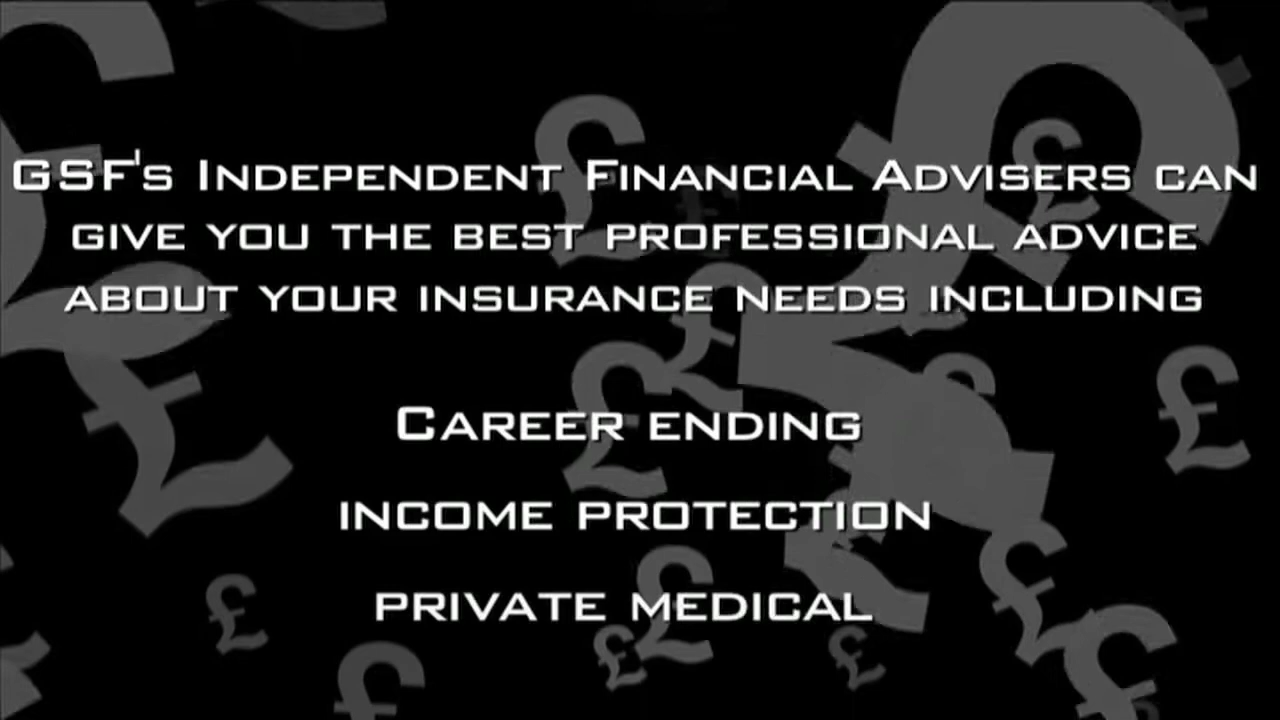 GSF's Independent Financial Advisers can
give you the best professional advice
about your insurance needs including
Career ending
income protection
private medical